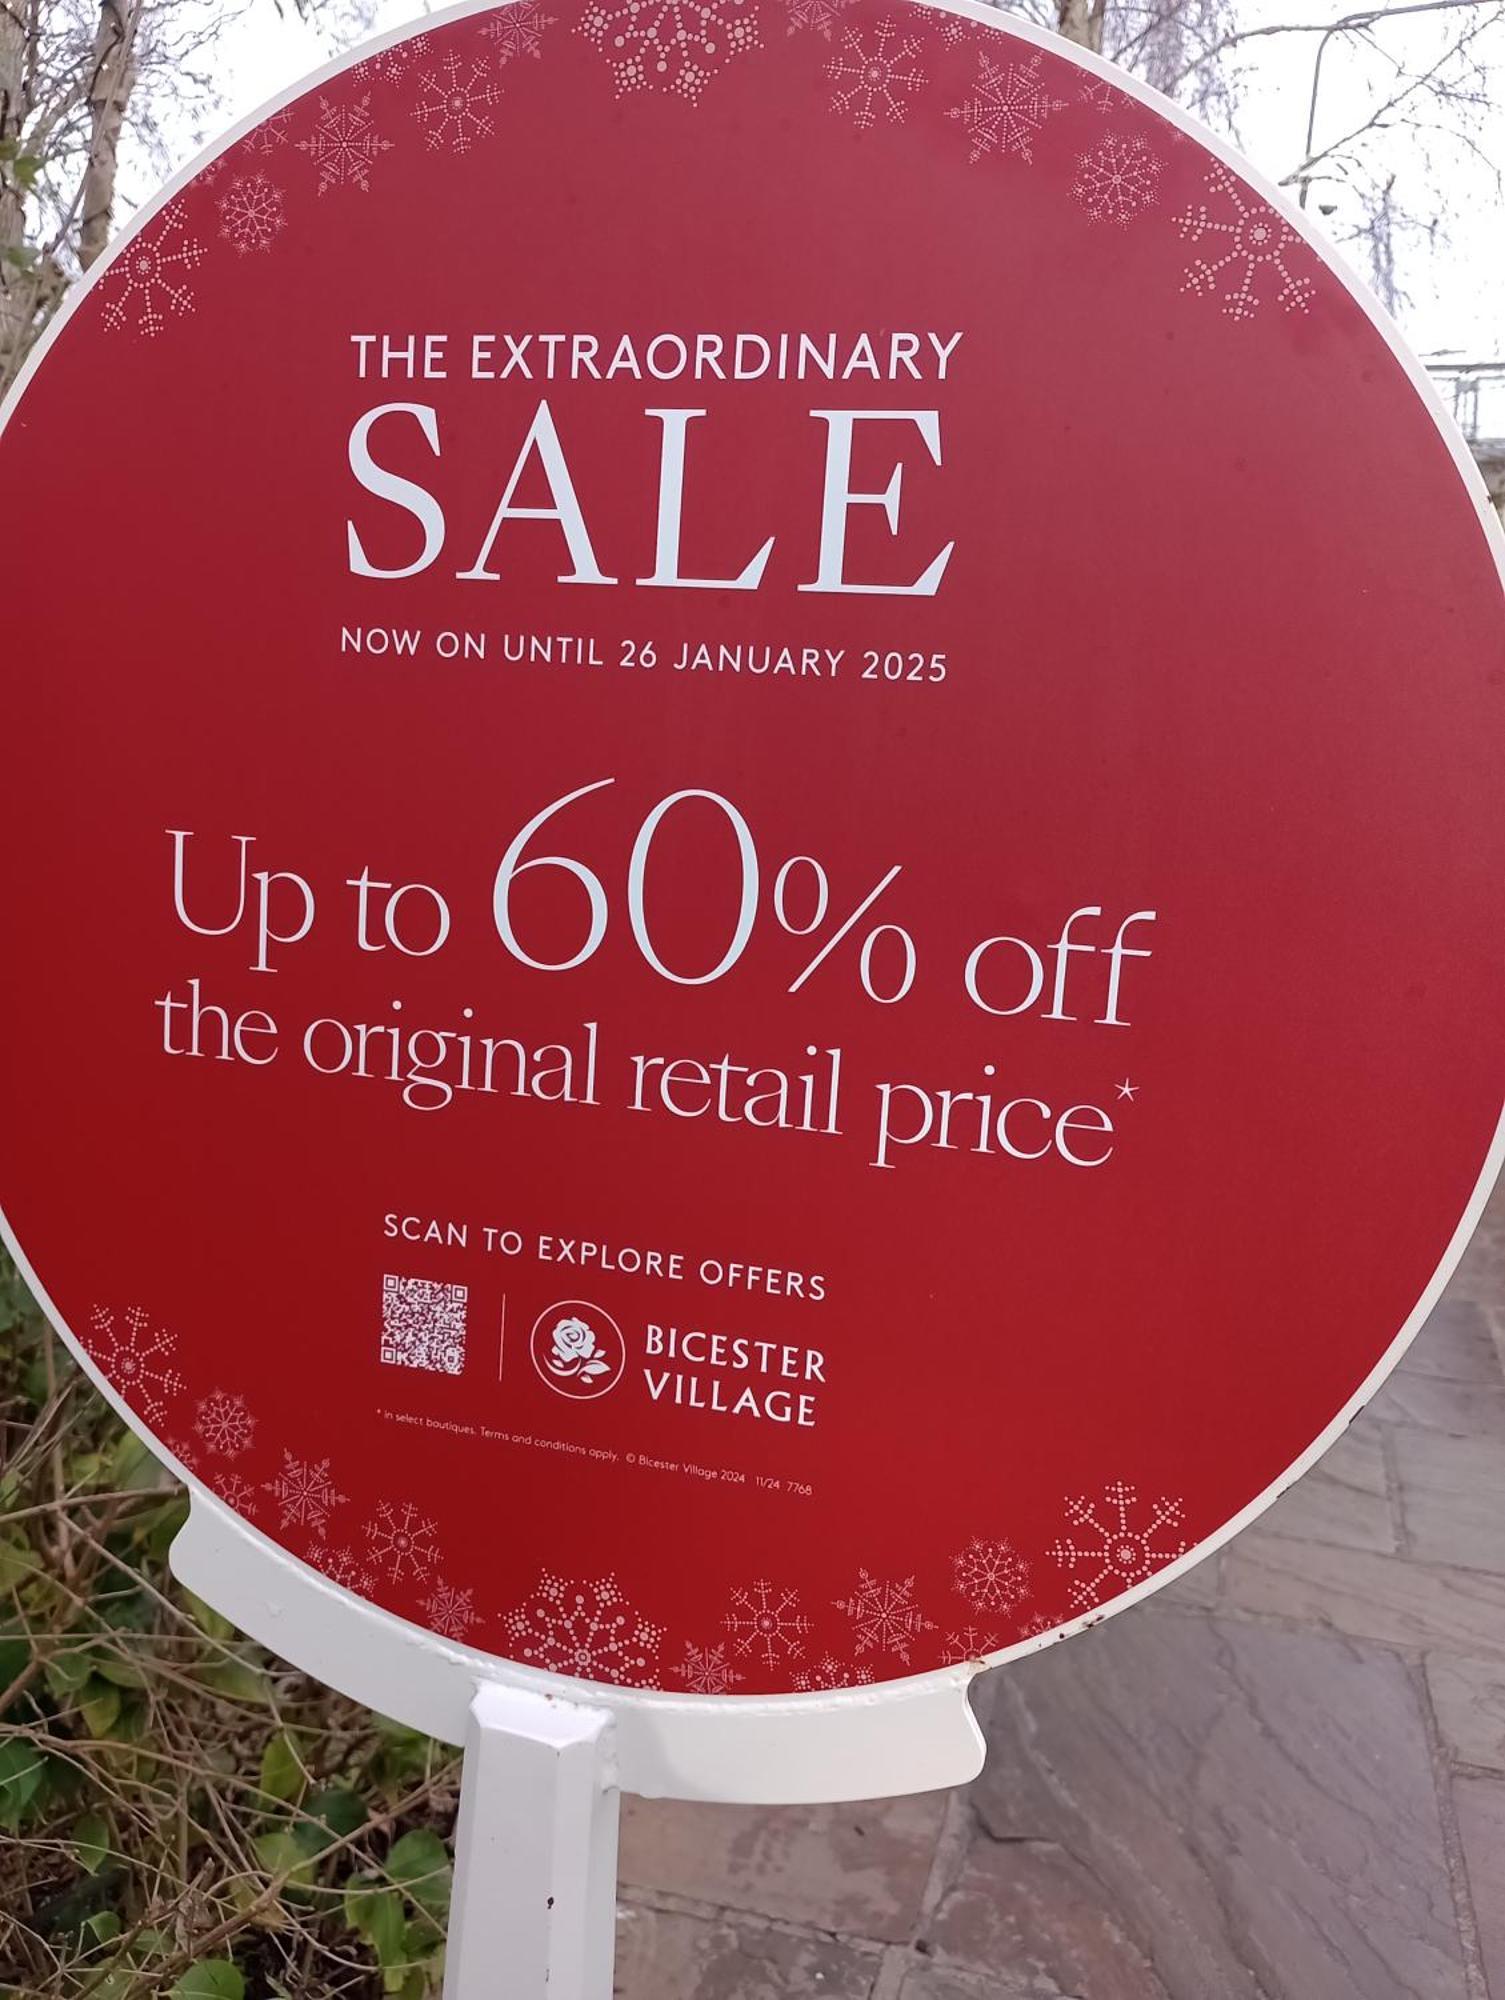 THE EXTRAORDINARY
SALE
NOW ON UNTIL 26 JANUARY 2025
Up to 60% off
the original retail price*
SCAN TO EXPLORE OFFERS
BICESTER
VILLAGE
* in select boutiques. Terms and conditions apply. © Bicester Village 2024 11/24 7768